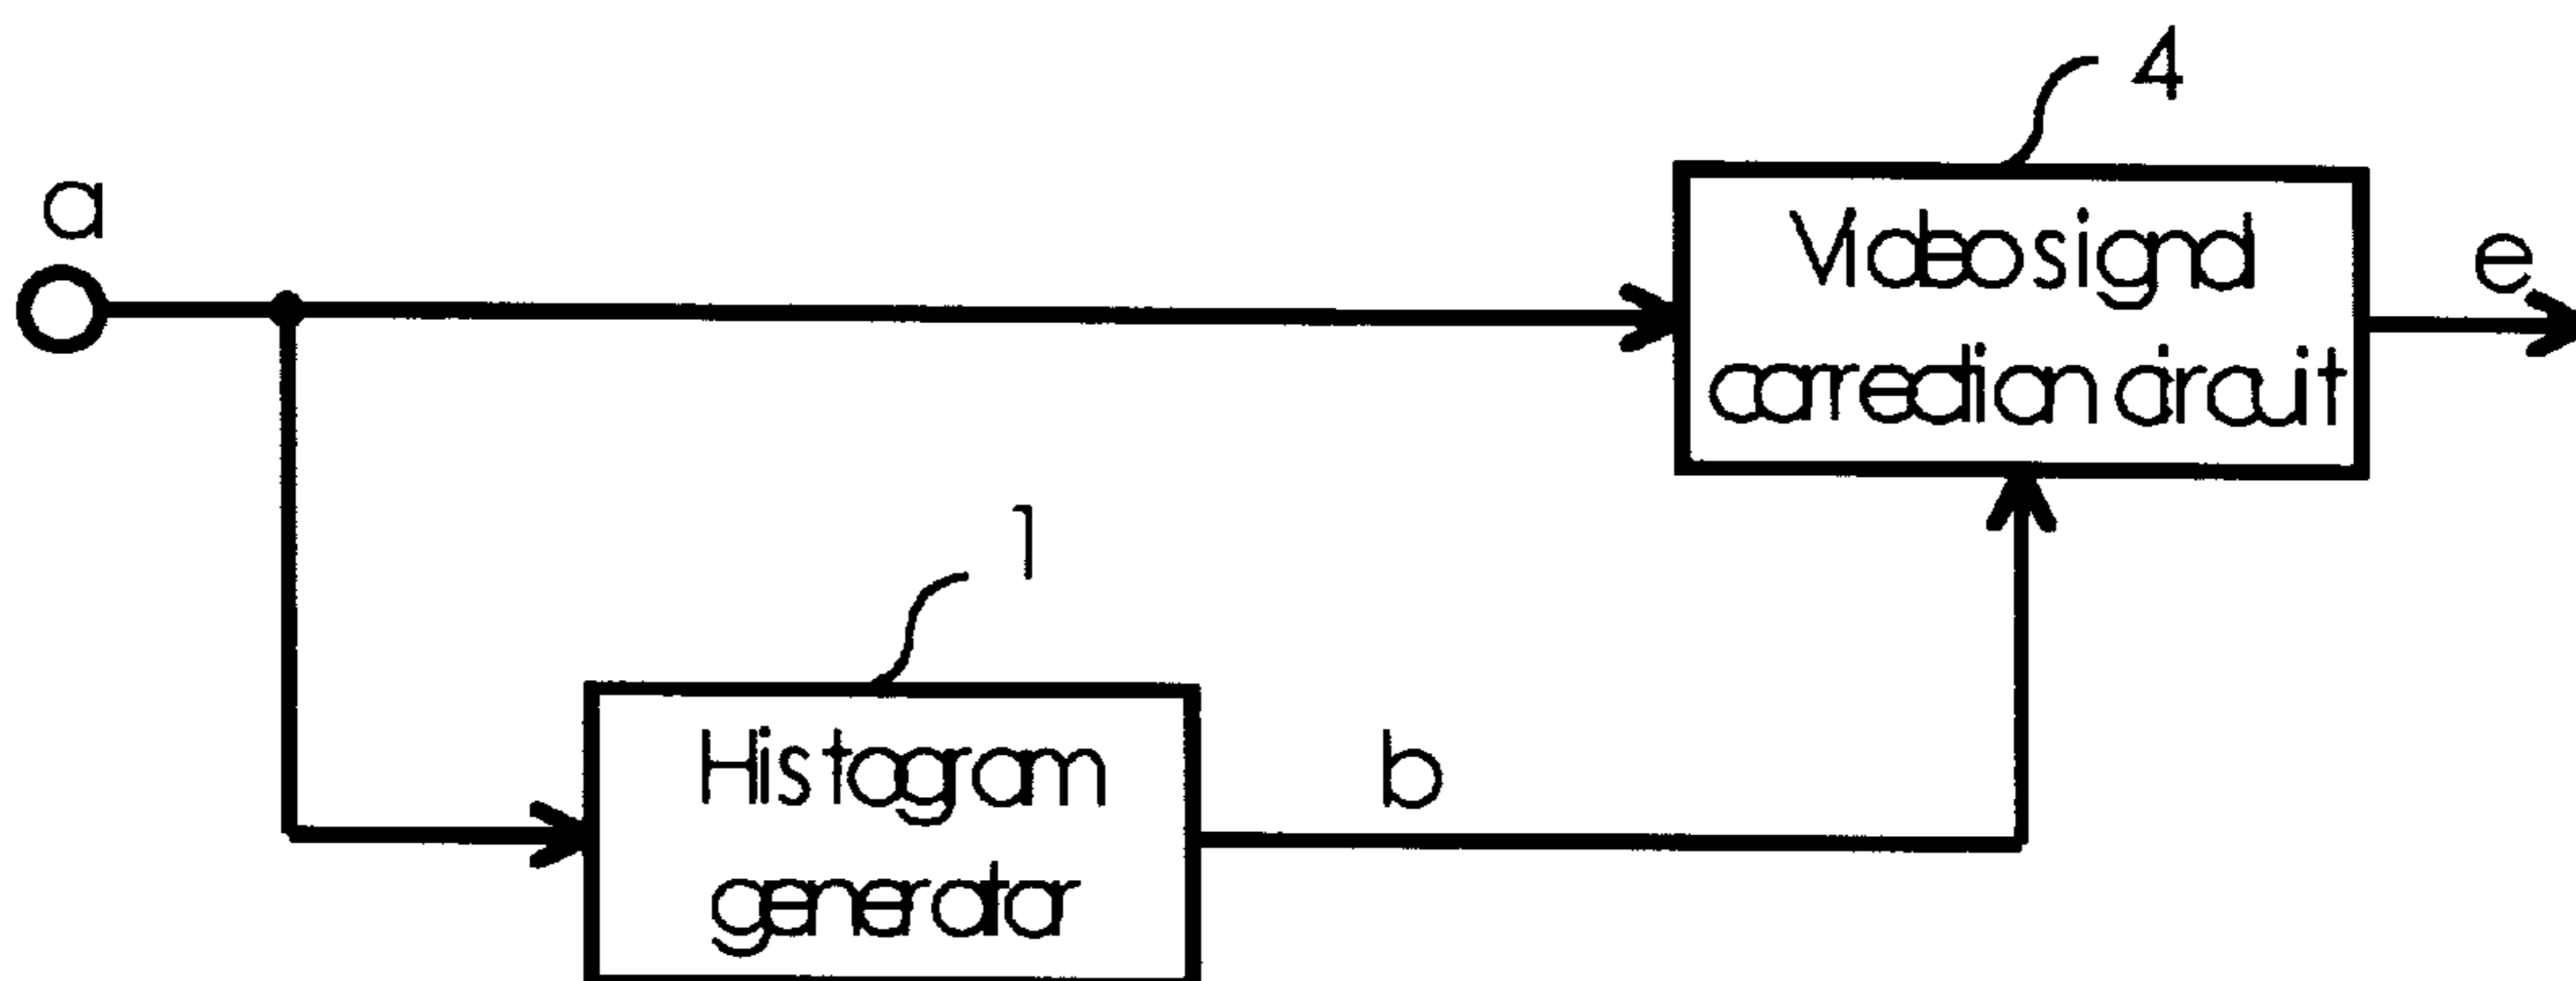 4
a
Video signal
correction circuit
e
1
Histogram
generator
b